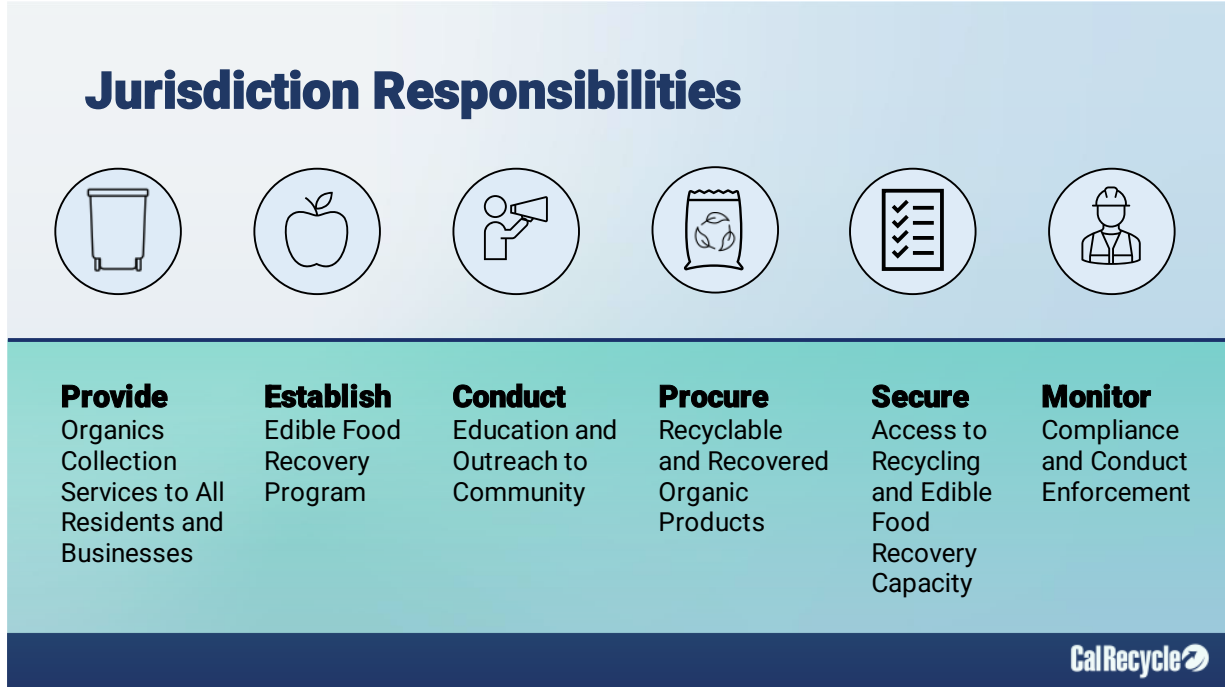 Jurisdiction Responsibilities
Provide
Organics
Collection
Services to All
Residents and
Businesses
Establish
Edible Food
Recovery
Program
Conduct
Education and
Outreach to
Community
Procure
Recyclable
and Recovered
Organic
Products
Secure
Access to
Recycling
and Edible
Food
Recovery
Capacity
Monitor
Compliance
and Conduct
Enforcement
CalRecycle